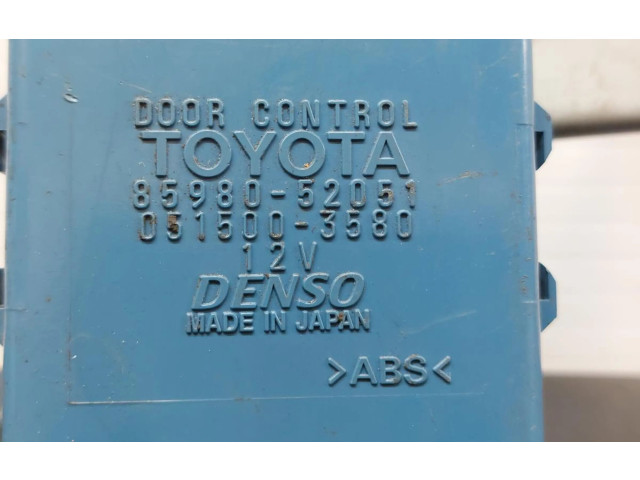 DOOR CONTROL
TOYOTA
85980-52051
051500-3580
12V
DENSO
MADE IN JAPAN
>ABS<